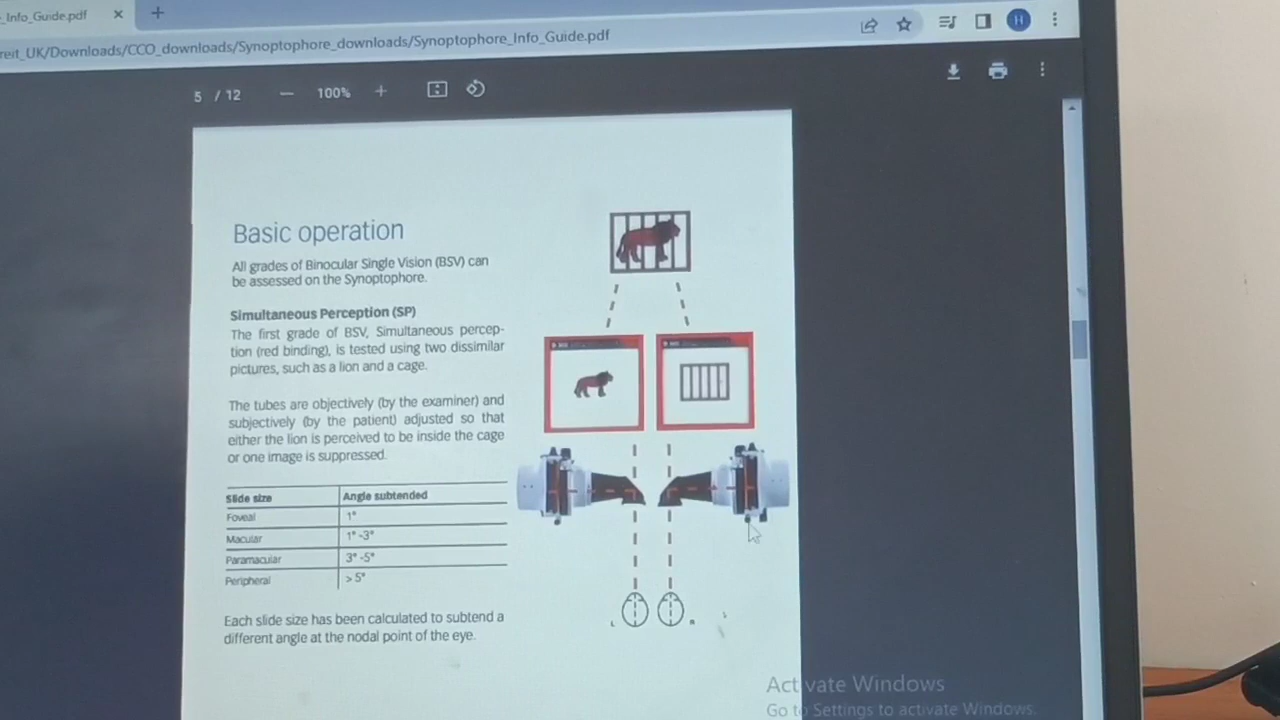 _Info_Guide.pdf
reit_UK/Downloads/CCO_downloads/Synoptophore_downloads/Synoptophore_Info_Guide.pdf
H
5 / 12
100%
Basic operation
All grades of Binocular Single Vision (BSV) can
be assessed on the Synoptophore.
Simultaneous Perception (SP)
The first grade of BSV, Simultaneous percep-
tion (red binding), is tested using two dissimilar
pictures, such as a lion and a cage.
The tubes are objectively (by the examiner) and
subjectively (by the patient) adjusted so that
either the lion is perceived to be inside the cage
or one image is suppressed.
Slide size Angle subtended
Foveal 1°
Macular 1° -3°
Paramacular 3° -5°
Peripheral > 5°
Each slide size has been calculated to subtend a
different angle at the nodal point of the eye.
Activate Windows
Go to Settings to activate Windows.